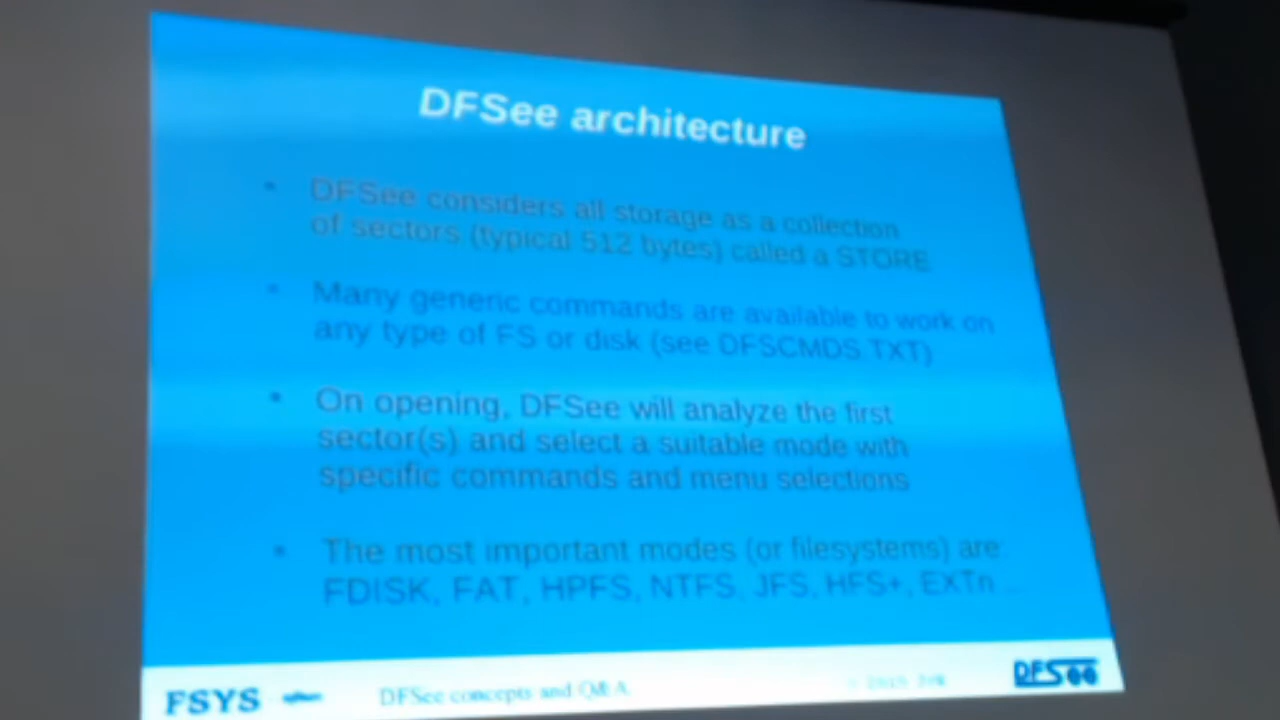 DFSee architecture
• DFSee considers all storage as a collection
of sectors (typical 512 bytes) called a STORE
• Many generic commands are available to work on
any type of FS or disk (see DFSCMDS.TXT)
• On opening, DFSee will analyze the first
sector(s) and select a suitable mode with
specific commands and menu selections
• The most important modes (or filesystems) are
FDISK, FAT, HPFS, NTFS, JFS, HFS+, EXTn
FSYS DFSee concepts and Q&A DFSee